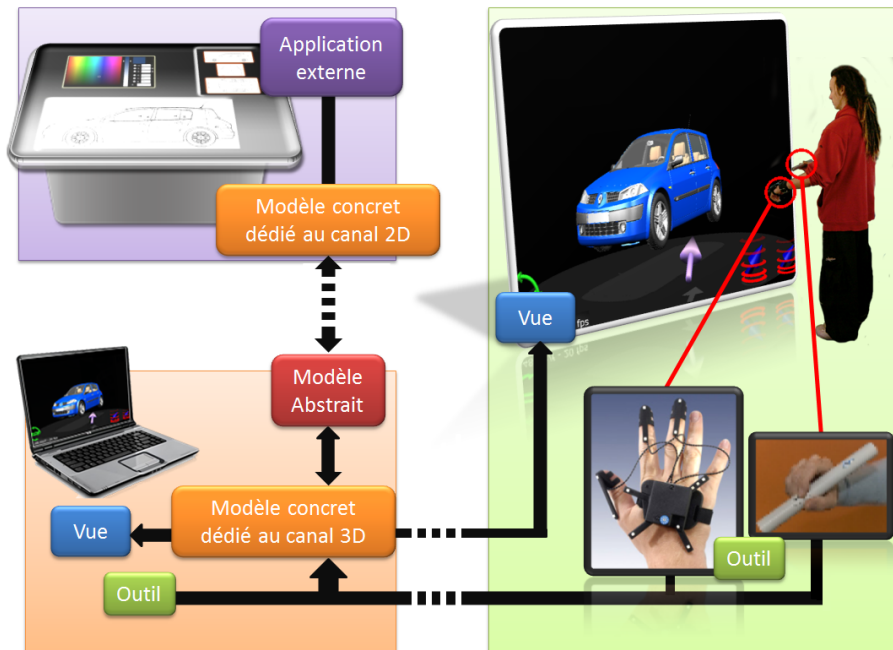 Application
externe
Modèle concret
dédié au canal 2D
Vue
fps
Modèle
Abstrait
Modèle concret
dédié au canal 3D
Vue
Outil
Outil